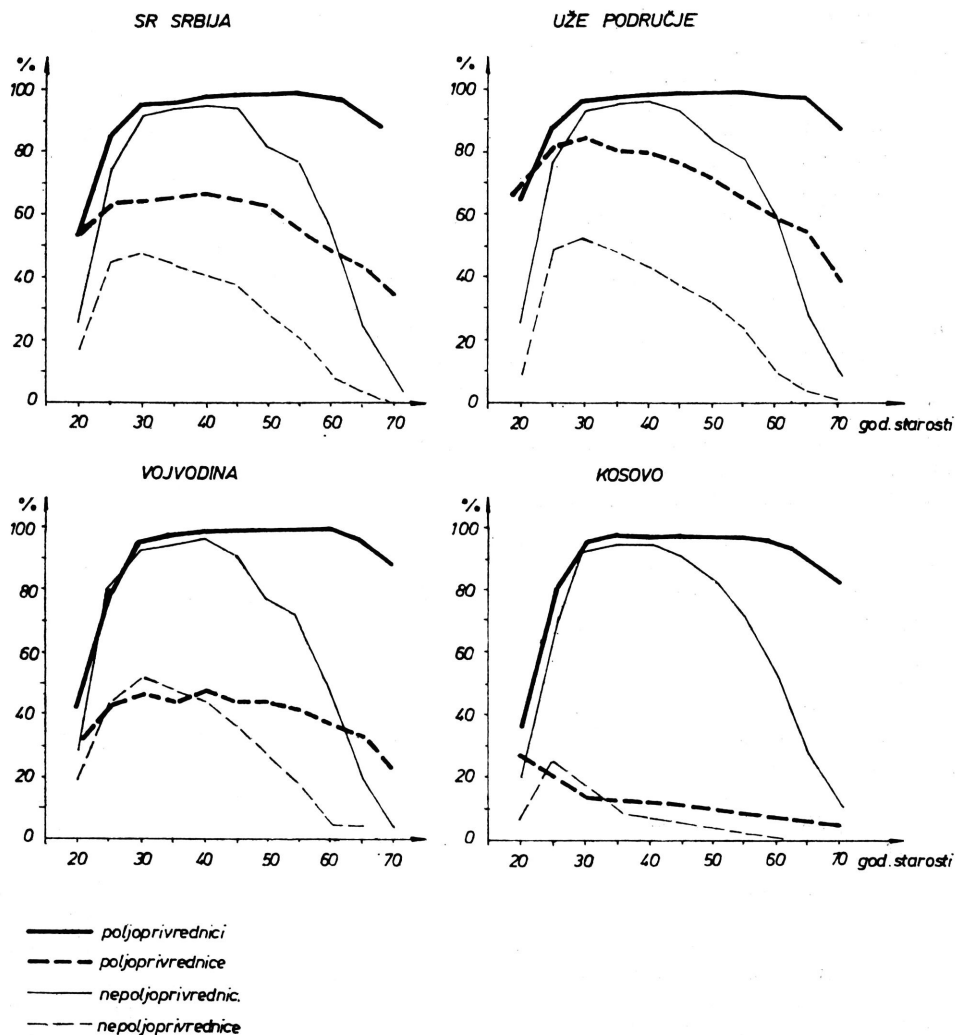 SR SRBIJA
%
100
80
60
40
20
0
20 30 40 50 60 70
UŽE PODRUČJE
%
100
80
60
40
20
0
20 30 40 50 60 70 god.starosti
VOJVODINA
%
100
80
60
40
20
0
20 30 40 50 60 70
KOSOVO
%
100
80
60
40
20
0
20 30 40 50 60 70 god.starosti
poljoprivrednici
poljoprivrednice
nepoljoprivrednic.
nepoljoprivrednice